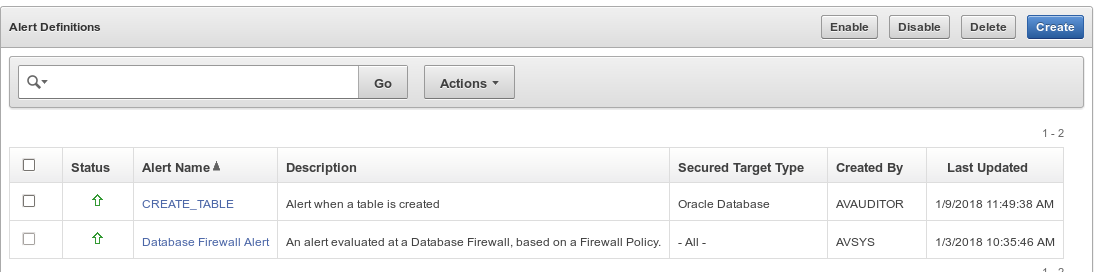 Alert Definitions Enable Disable Delete Create
Go Actions
1 - 2
Status Alert Name Description Secured Target Type Created By Last Updated
CREATE_TABLE Alert when a table is created Oracle Database AVAUDITOR 1/9/2018 11:49:38 AM
Database Firewall Alert An alert evaluated at a Database Firewall, based on a Firewall Policy. - All - AVSYS 1/3/2018 10:35:46 AM
1 - 2